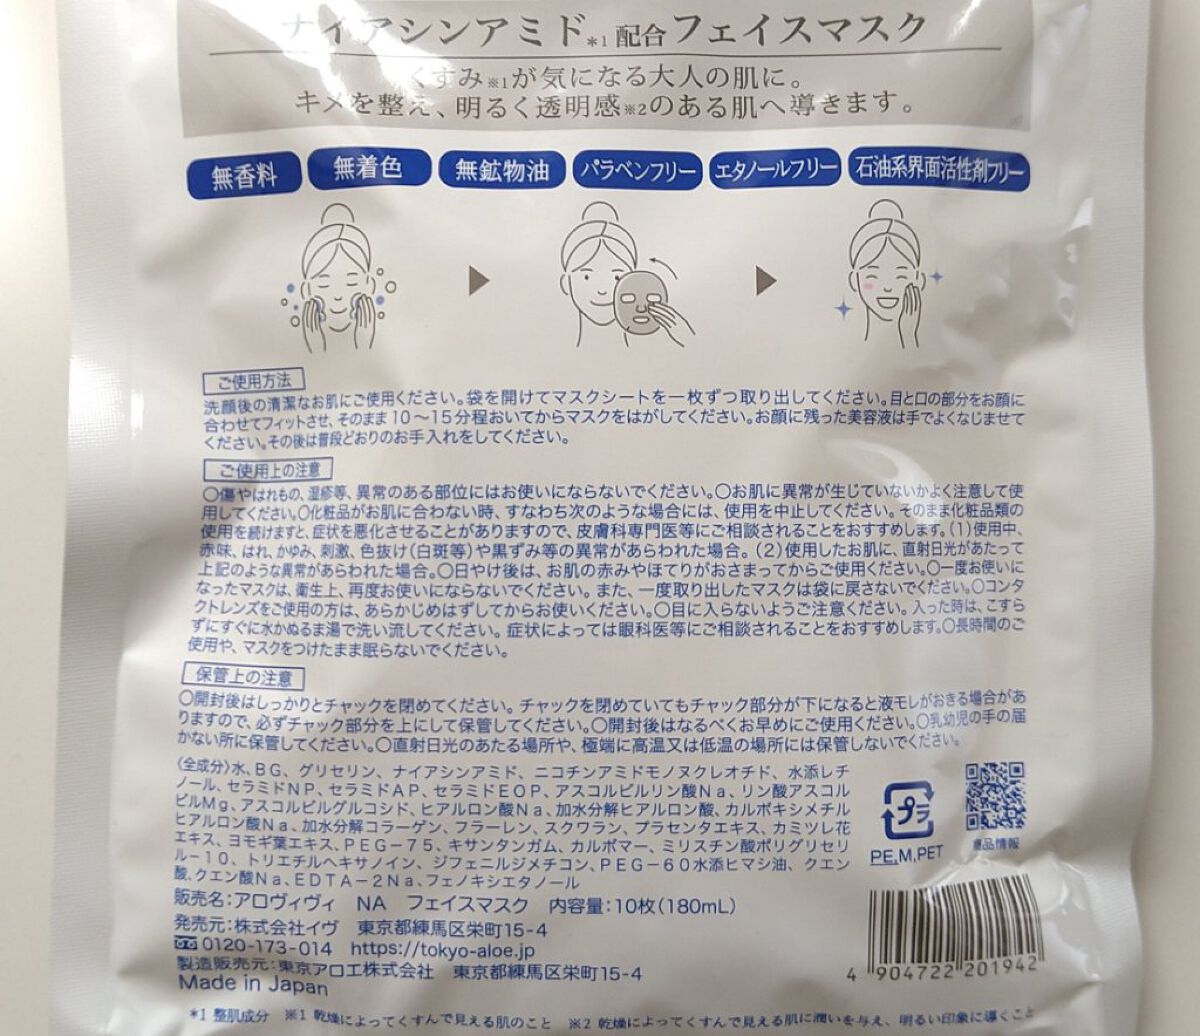 ナイアシンアミド*1配合フェイスマスク
くすみ※1が気になる大人の肌に。
キメを整え、明るく透明感※2のある肌へ導きます。
無香料 無着色 無鉱物油 パラベンフリー エタノールフリー 石油系界面活性剤フリー
ご使用方法
洗顔後の清潔なお肌にご使用ください。袋を開けてマスクシートを一枚ずつ取り出してください。目と口の部分をお顔に
合わせてフィットさせ、そのまま10〜15分程おいてからマスクをはがしてください。お顔に残った美容液は手でよくなじませて
ください。その後は普段どおりのお手入れをしてください。
ご使用上の注意
〇傷やはれもの、湿疹等、異常のある部位にはお使いにならないでください。〇お肌に異常が生じていないかよく注意して使
用してください。〇化粧品がお肌に合わない時、すなわち次のような場合には、使用を中止してください。そのまま化粧品類の
使用を続けますと、症状を悪化させることがありますので、皮膚科専門医等にご相談されることをおすすめします。(1)使用中、
赤味、はれ、かゆみ、刺激、色抜け(白斑等)や黒ずみ等の異常があらわれた場合。(2)使用したお肌に、直射日光があたって
上記のような異常があらわれた場合。〇日やけ後は、お肌の赤みやほてりがおさまってからご使用ください。〇一度お使いに
なったマスクは、衛生上、再度お使いにならないでください。また、一度取り出したマスクは袋に戻さないでください。〇コンタ
クトレンズをご使用の方は、あらかじめはずしてからお使いください。〇目に入らないようご注意ください。入った時は、こすら
ずにすぐに水かぬるま湯で洗い流してください。症状によっては眼科医等にご相談されることをおすすめします。〇長時間のご
使用や、マスクをつけたまま眠らないでください。
保管上の注意
〇開封後はしっかりとチャックを閉めてください。チャックを閉めていてもチャック部分が下になると液モレがおきる場合があ
りますので、必ずチャック部分を上にして保管してください。〇開封後はなるべくお早めにご使用ください。〇乳幼児の手の届
かない所に保管してください。〇直射日光のあたる場所や、極端に高温又は低温の場所には保管しないでください。
〈全成分〉水、BG、グリセリン、ナイアシンアミド、ニコチンアミドモノヌクレオチド、水添レチ
ノール、セラミドNP、セラミドAP、セラミドEOP、アスコルビルリン酸Na、リン酸アスコル
ビルMg、アスコルビルグルコシド、ヒアルロン酸Na、加水分解ヒアルロン酸、カルボキシメチル
ヒアルロン酸Na、加水分解コラーゲン、フラーレン、スクワラン、プラセンタエキス、カミツレ花
エキス、ヨモギ葉エキス、PEG−75、キサンタンガム、カルボマー、ミリスチン酸ポリグリセリ
ル−10、トリエチルヘキサノイン、ジフェニルジメチコン、PEG−60水添ヒマシ油、クエン
酸、クエン酸Na、EDTA−2Na、フェノキシエタノール
プラ
PE,M,PET
商品情報
販売名:アロヴィヴィ NA フェイスマスク 内容量:10枚(180mL)
発売元:株式会社イヴ 東京都練馬区栄町15-4
0120-173-014 https://tokyo-aloe.jp
製造販売元:東京アロエ株式会社 東京都練馬区栄町15-4
Made in Japan
4 904722 201942
*1 整肌成分 ※1 乾燥によってくすんで見える肌のこと ※2 乾燥によってくすんで見える肌に潤いを与え、明るい印象に導くこと